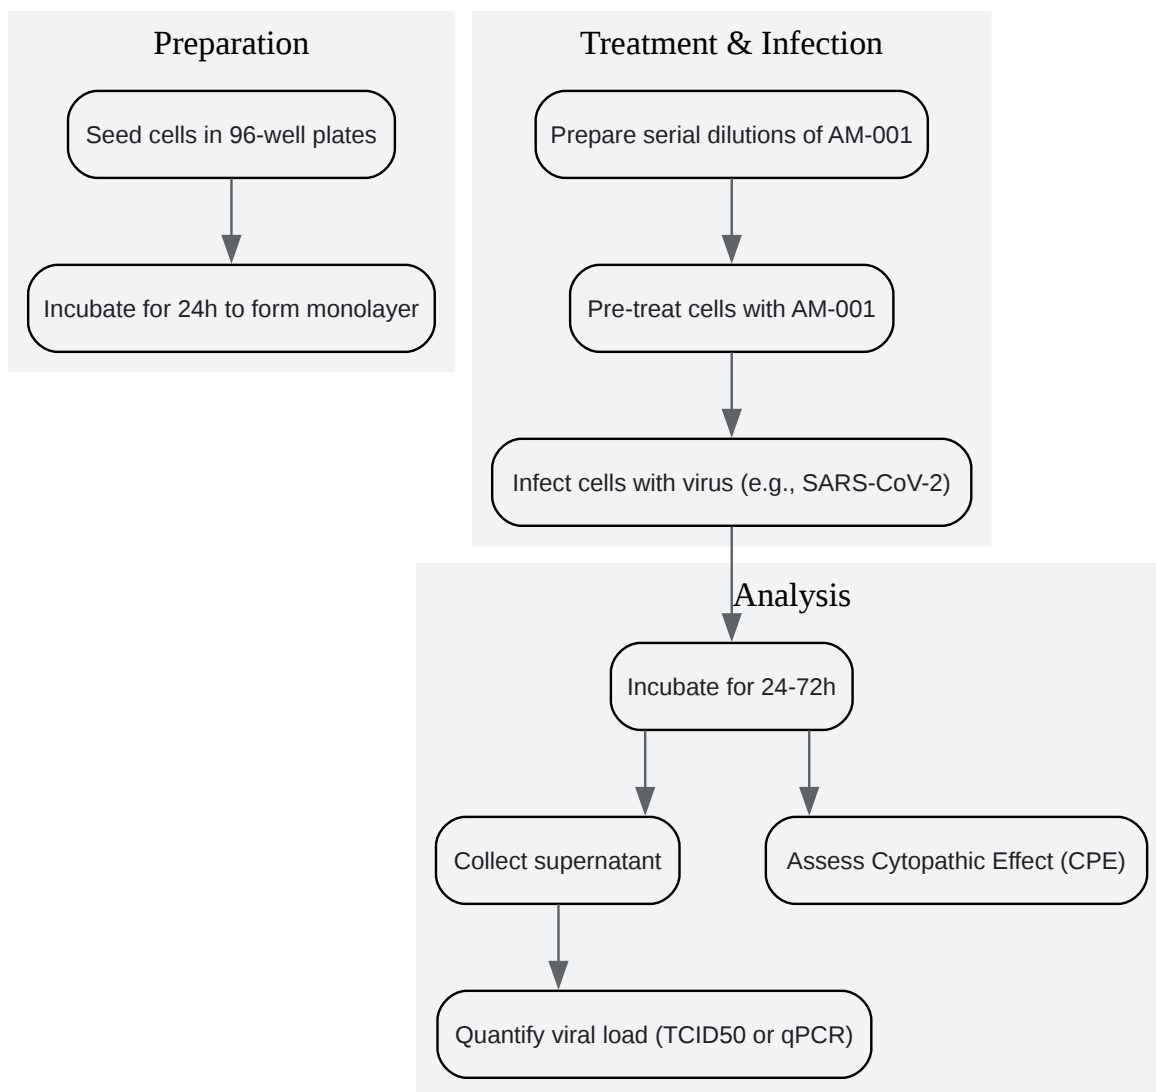 Preparation
Seed cells in 96-well plates
Incubate for 24h to form monolayer
Treatment & Infection
Prepare serial dilutions of AM-001
Pre-treat cells with AM-001
Infect cells with virus (e.g., SARS-CoV-2)
Analysis
Incubate for 24-72h
Collect supernatant
Assess Cytopathic Effect (CPE)
Quantify viral load (TCID50 or qPCR)